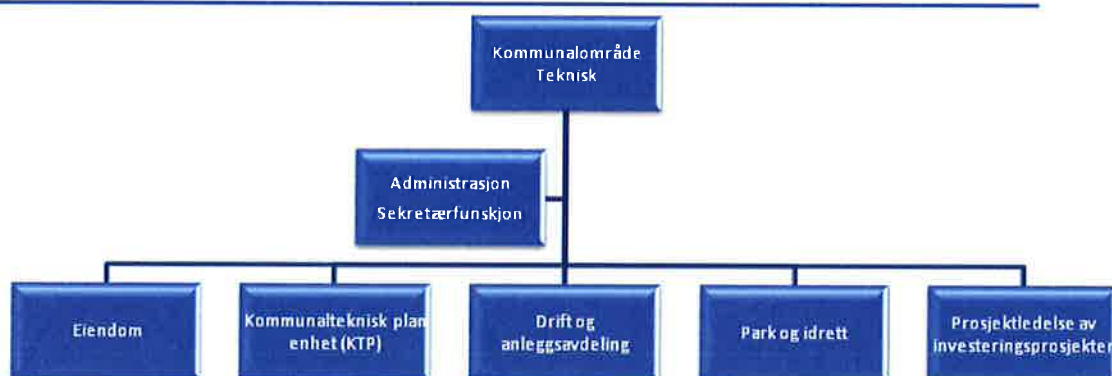 Kommunalområde
Teknisk
Administrasjon
Sekretærfunskjon
Eiendom
Kommunalteknisk plan
enhet (KTP)
Drift og
anleggsavdeling
Park og idrett
Prosjektledelse av
investeringsprosjekter